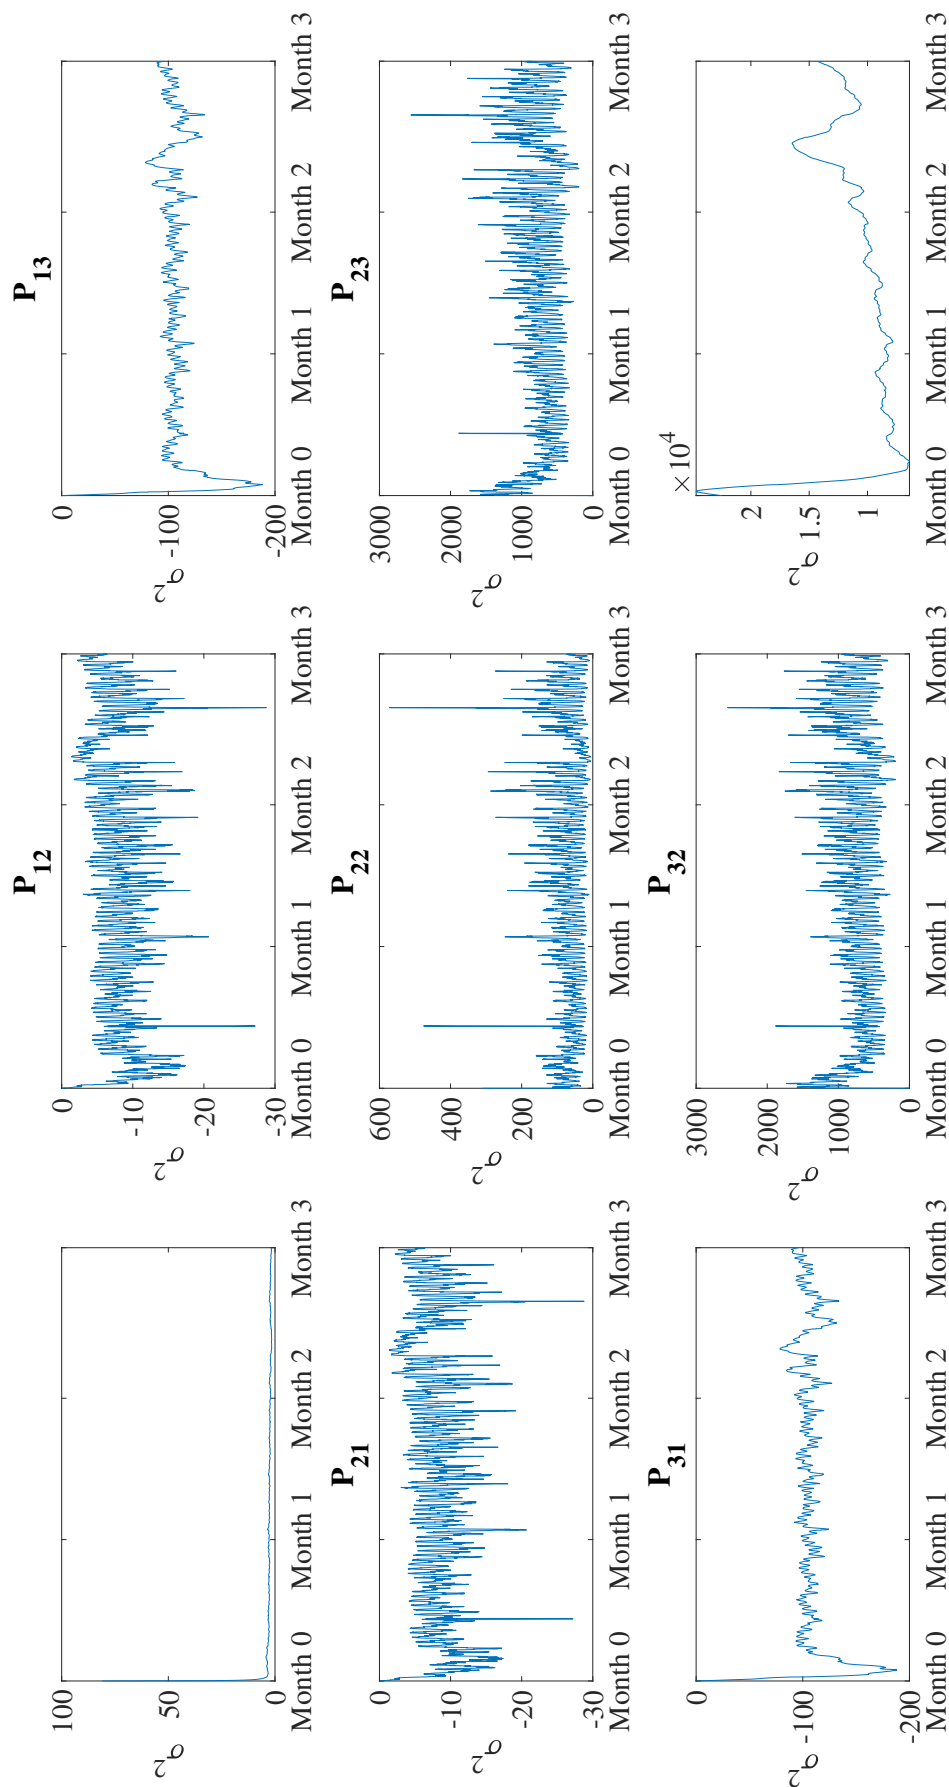 100
50
0
σ²
Month 0
Month 1
Month 2
Month 3
P₁₂
0
-10
-20
-30
σ²
Month 0
Month 1
Month 2
Month 3
P₁₃
0
-100
-200
σ²
Month 0
Month 1
Month 2
Month 3
P₂₁
0
-10
-20
-30
σ²
Month 0
Month 1
Month 2
Month 3
P₂₂
600
400
200
0
σ²
Month 0
Month 1
Month 2
Month 3
P₂₃
3000
2000
1000
0
σ²
Month 0
Month 1
Month 2
Month 3
P₃₁
0
-100
-200
σ²
Month 0
Month 1
Month 2
Month 3
P₃₂
3000
2000
1000
0
σ²
Month 0
Month 1
Month 2
Month 3
×10⁴
2
1.5
1
σ²
Month 0
Month 1
Month 2
Month 3